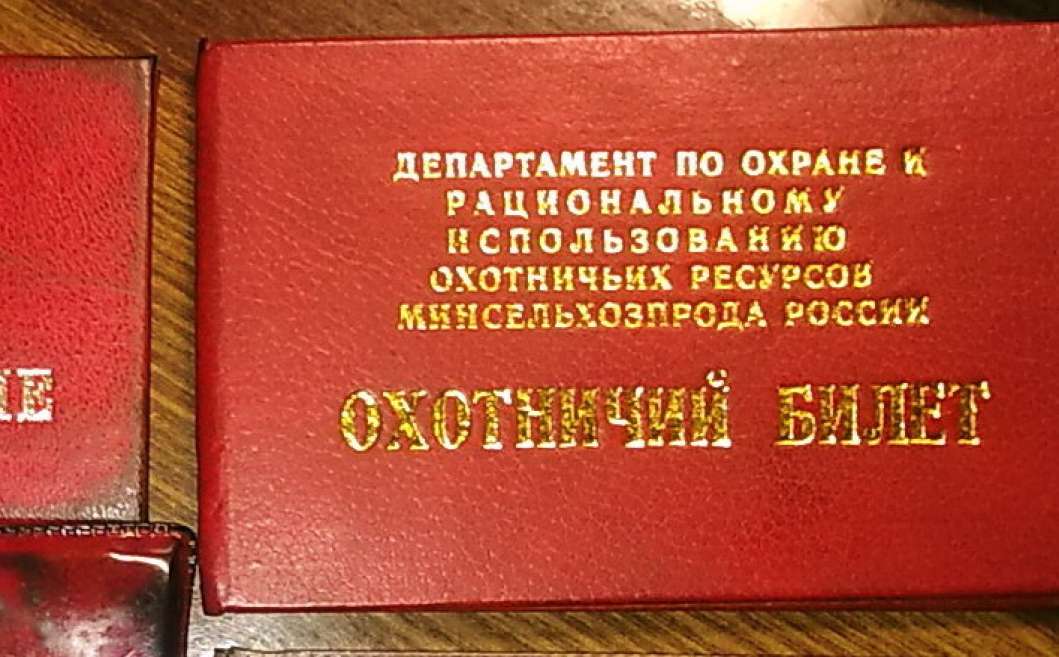 ДЕПАРТАМЕНТ ПО ОХРАНЕ И
РАЦИОНАЛЬНОМУ
ИСПОЛЬЗОВАНИЮ
ОХОТНИЧЬИХ РЕСУРСОВ
МИНСЕЛЬХОЗПРОДА РОССИИ
ОХОТНИЧИЙ БИЛЕТ